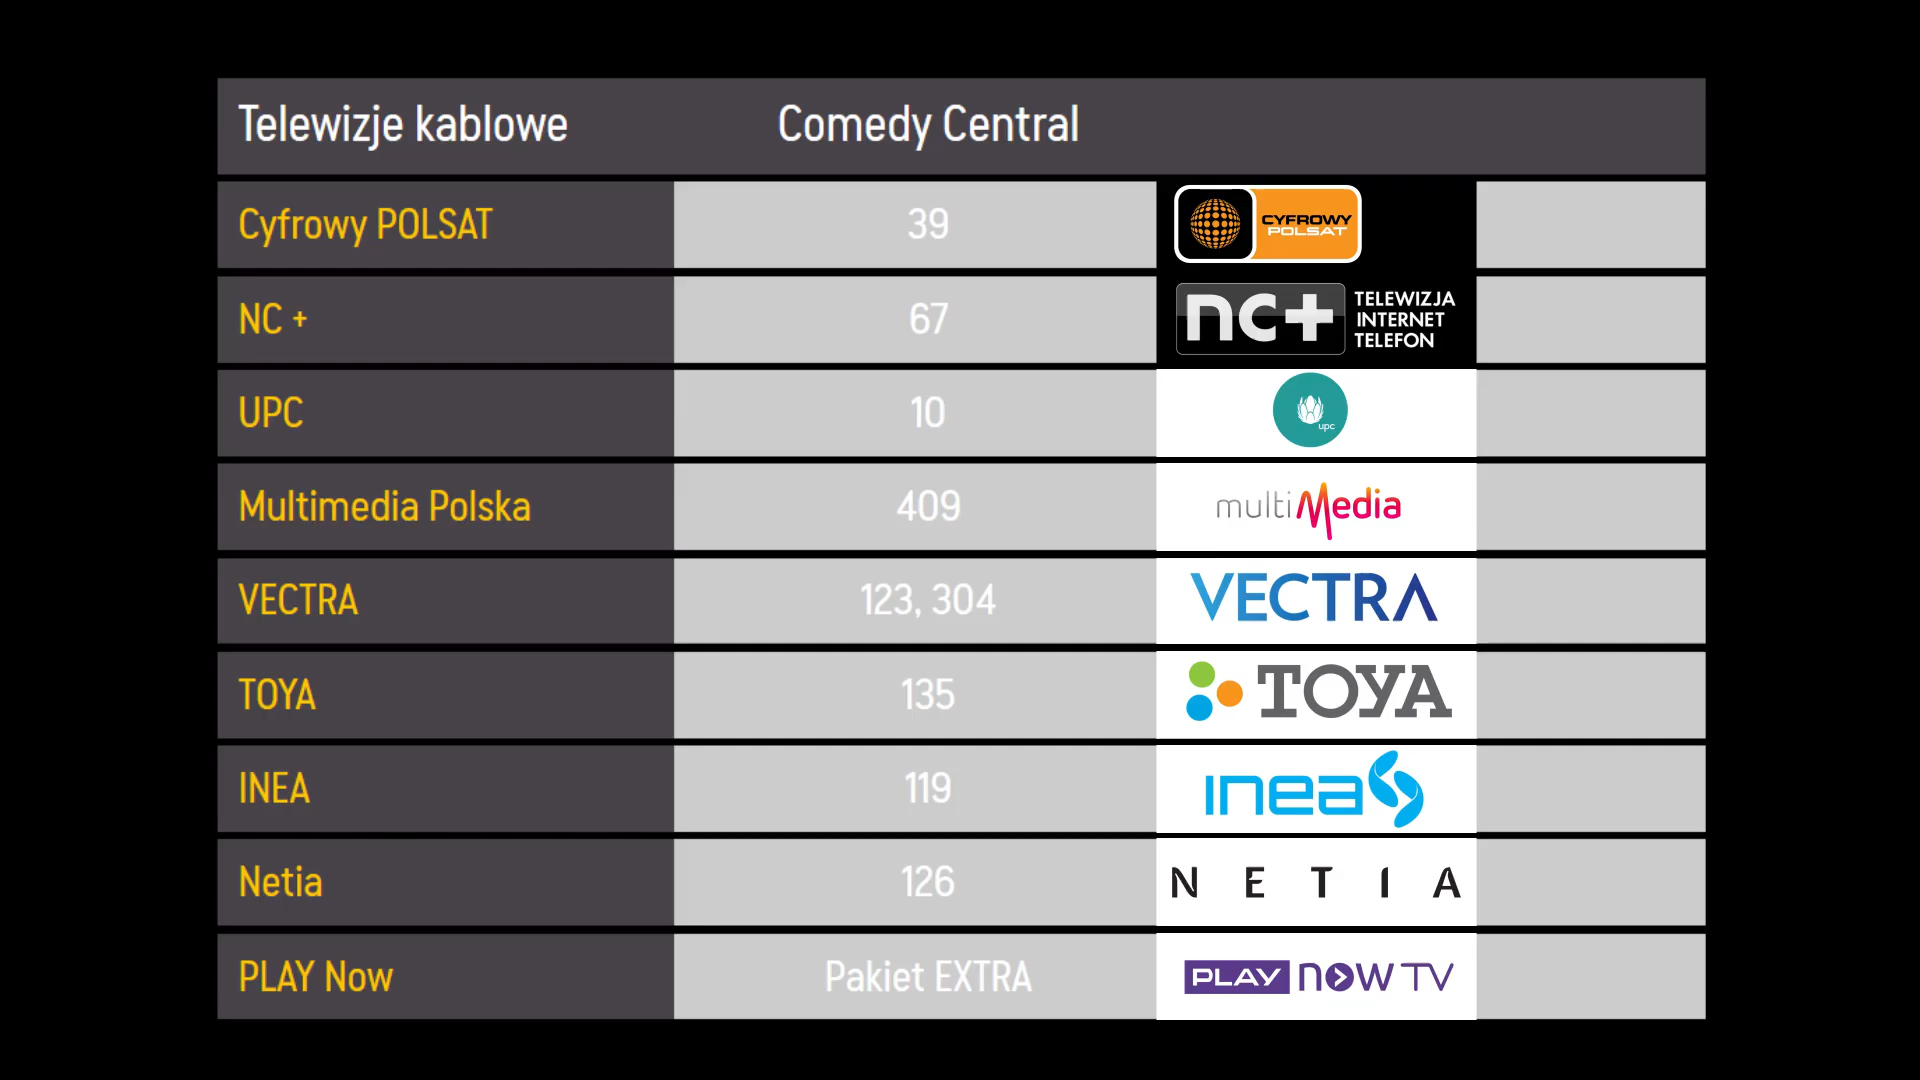 Telewizje kablowe Comedy Central
Cyfrowy POLSAT 39 CYFROWY POLSAT
NC + 67 nc+ TELEWIZJA INTERNET TELEFON
UPC 10 upc
Multimedia Polska 409 multiMedia
VECTRA 123, 304 VECTRA
TOYA 135 TOYA
INEA 119 inea
Netia 126 NETIA
PLAY Now Pakiet EXTRA PLAY NOW TV